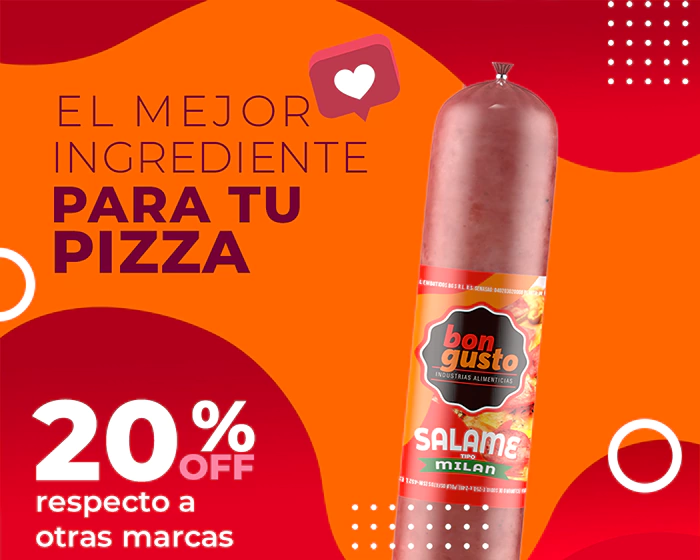 EL MEJOR
INGREDIENTE
PARA TU
PIZZA
bon
gusto
INDUSTRIAS ALIMENTICIAS
SALAME
TIPO
MILAN
20%
OFF
respecto a
otras marcas